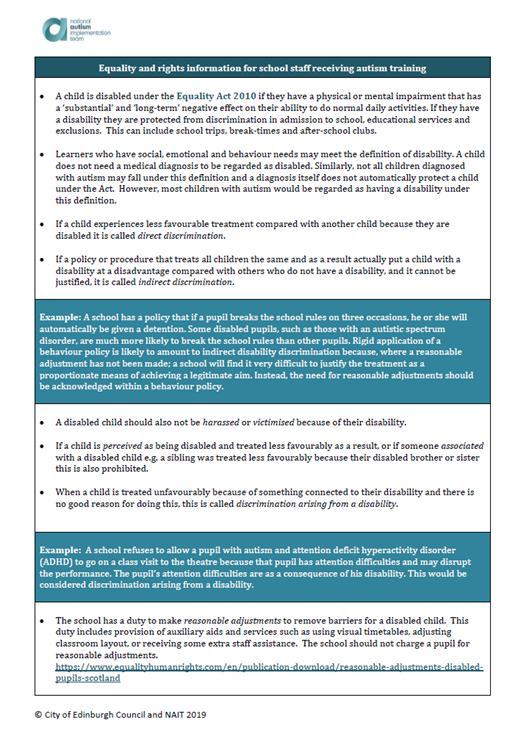 national
autism
implementation
team
Equality and rights information for school staff receiving autism training
• A child is disabled under the Equality Act 2010 if they have a physical or mental impairment that has
a ‘substantial’ and ‘long-term’ negative effect on their ability to do normal daily activities. If they have
a disability they are protected from discrimination in admission to school, educational services and
exclusions. This can include school trips, break-times and after-school clubs.
• Learners who have social, emotional and behaviour needs may meet the definition of disability. A child
does not need a medical diagnosis to be regarded as disabled. Similarly, not all children diagnosed
with autism may fall under this definition and a diagnosis itself does not automatically protect a child
under the Act. However, most children with autism would be regarded as having a disability under
this definition.
• If a child experiences less favourable treatment compared with another child because they are
disabled it is called direct discrimination.
• If a policy or procedure that treats all children the same and as a result actually put a child with a
disability at a disadvantage compared with others who do not have a disability, and it cannot be
justified, it is called indirect discrimination.
Example: A school has a policy that if a pupil breaks the school rules on three occasions, he or she will
automatically be given a detention. Some disabled pupils, such as those with an autistic spectrum
disorder, are much more likely to break the school rules than other pupils. Rigid application of a
behaviour policy is likely to amount to indirect disability discrimination because, where a reasonable
adjustment has not been made; a school will find it very difficult to justify the treatment as a
proportionate means of achieving a legitimate aim. Instead, the need for reasonable adjustments should
be acknowledged within a behaviour policy.
• A disabled child should also not be harassed or victimised because of their disability.
• If a child is perceived as being disabled and treated less favourably as a result, or if someone associated
with a disabled child e.g. a sibling was treated less favourably because their disabled brother or sister
this is also prohibited.
• When a child is treated unfavourably because of something connected to their disability and there is
no good reason for doing this, this is called discrimination arising from a disability.
Example: A school refuses to allow a pupil with autism and attention deficit hyperactivity disorder
(ADHD) to go on a class visit to the theatre because that pupil has attention difficulties and may disrupt
the performance. The pupil's attention difficulties are as a consequence of his disability. This would be
considered discrimination arising from a disability.
• The school has a duty to make reasonable adjustments to remove barriers for a disabled child. This
duty includes provision of auxiliary aids and services such as using visual timetables, adjusting
classroom layout, or receiving some extra staff assistance. The school should not charge a pupil for
reasonable adjustments.
https://www.equalityhumanrights.com/en/publication-download/reasonable-adjustments-disabled-
pupils-scotland
© City of Edinburgh Council and NAIT 2019